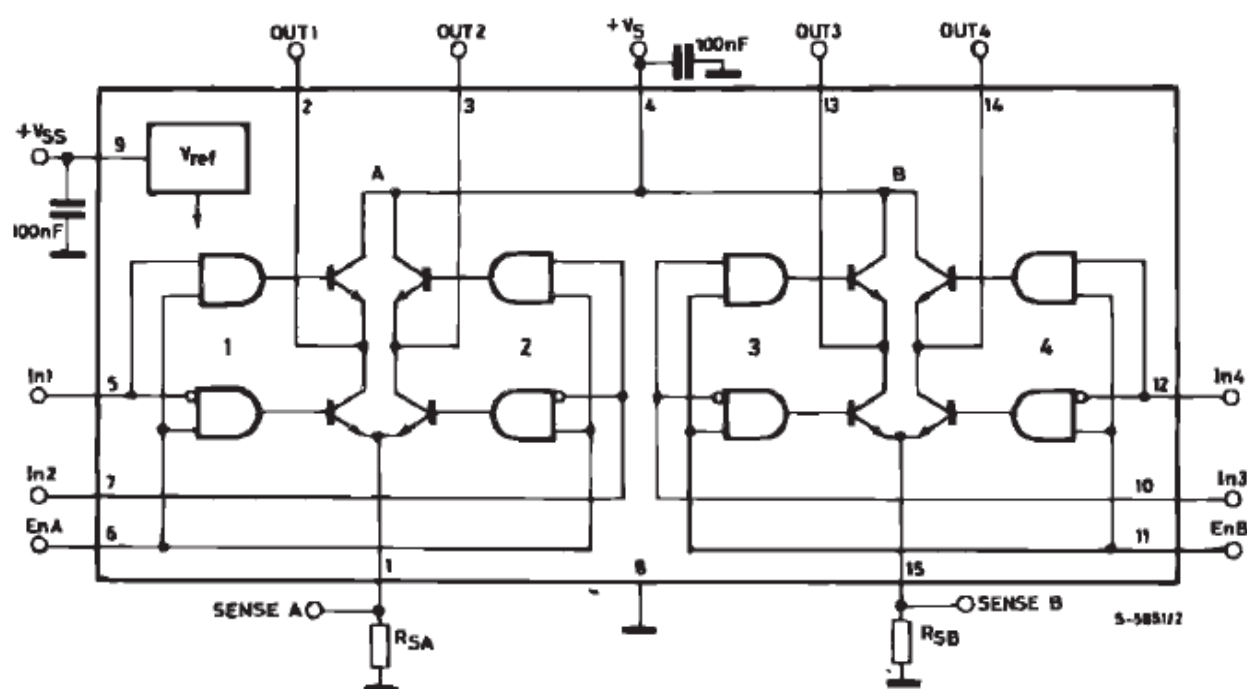 OUT1 OUT2 +VS 100nF OUT3 OUT4
2 3 4 13 14
+VSS 9 Vref
A B
100nF
1 2 3 4
In1 5 12 In4
In2 7 10 In3
EnA 6 11 EnB
1 8 15
SENSE A SENSE B
RSA RSB
S-5851/2